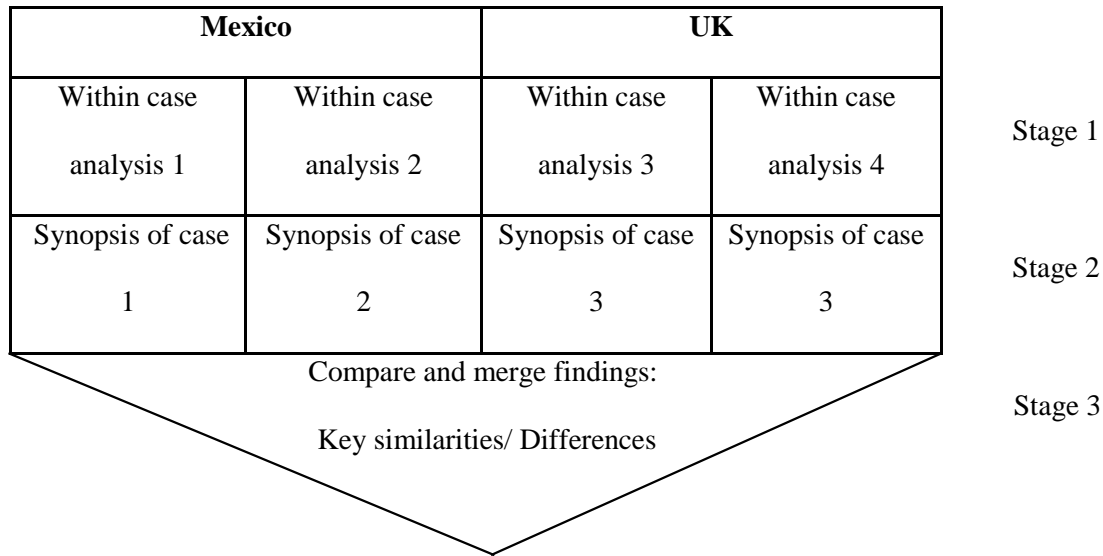 Mexico UK
Within case Within case Within case Within case
analysis 1 analysis 2 analysis 3 analysis 4
Stage 1
Synopsis of case Synopsis of case Synopsis of case Synopsis of case
1 2 3 3
Stage 2
Compare and merge findings:
Key similarities/ Differences
Stage 3